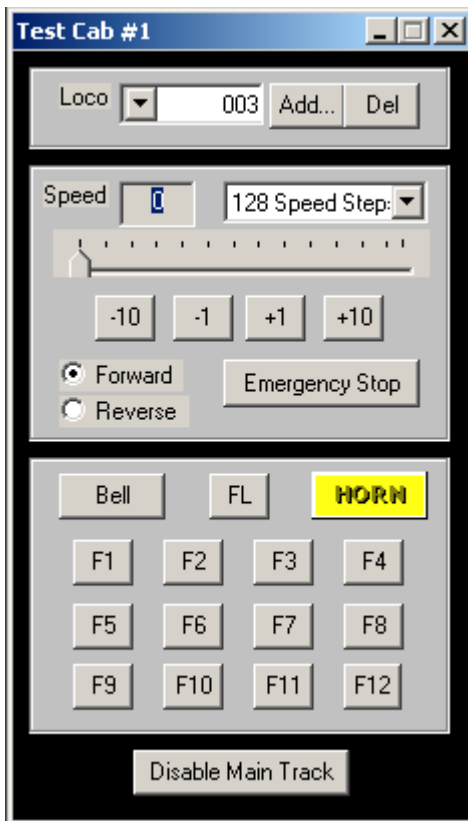 Test Cab #1
Loco 003 Add... Del
Speed 0 128 Speed Step:
-10 -1 +1 +10
Forward Emergency Stop
Reverse
Bell FL HORN
F1 F2 F3 F4
F5 F6 F7 F8
F9 F10 F11 F12
Disable Main Track